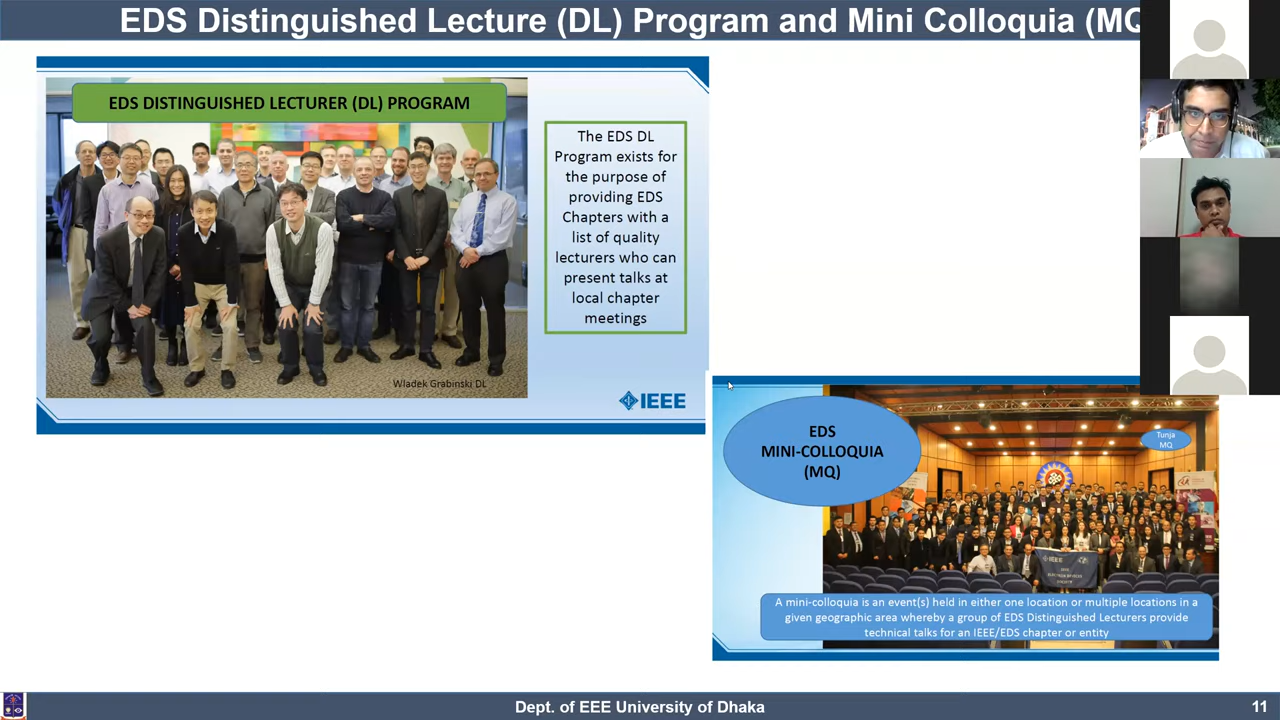 EDS Distinguished Lecture (DL) Program and Mini Colloquia (MQ
EDS DISTINGUISHED LECTURER (DL) PROGRAM
The EDS DL
Program exists for
the purpose of
providing EDS
Chapters with a
list of quality
lecturers who can
present talks at
local chapter
meetings
Wladek Grabinski DL
IEEE
EDS
MINI-COLLOQUIA
(MQ)
Tunja
MQ
IEEE
ELECTRON DEVICES
SOCIETY
A mini-colloquia is an event(s) held in either one location or multiple locations in a
given geographic area whereby a group of EDS Distinguished Lecturers provide
technical talks for an IEEE/EDS chapter or entity
Dept. of EEE University of Dhaka
11